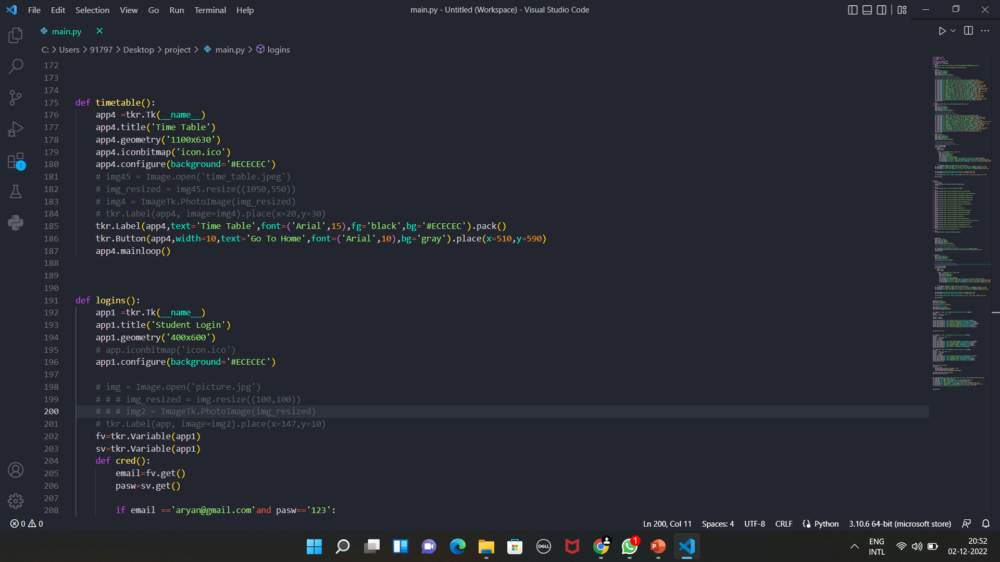 File Edit Selection View Go Run Terminal Help
main.py - Untitled (Workspace) - Visual Studio Code
main.py
C: > Users > 91797 > Desktop > project > main.py > logins
172
173
174
175 def timetable():
176     app4 =tkr.Tk(__name__)
177     app4.title('Time Table')
178     app4.geometry('1100x630')
179     app4.iconbitmap('icon.ico')
180     app4.configure(background='#ECECEC')
181     # img45 = Image.open('time_table.jpeg')
182     # img_resized = img45.resize((1050,550))
183     # img4 = ImageTk.PhotoImage(img_resized)
184     # tkr.Label(app4, image=img4).place(x=20,y=30)
185     tkr.Label(app4,text='Time Table',font=('Arial',15),fg='black',bg='#ECECEC').pack()
186     tkr.Button(app4,width=10,text='Go To Home',font=('Arial',10),bg='gray').place(x=510,y=590)
187     app4.mainloop()
188
189
190
191 def logins():
192     app1 =tkr.Tk(__name__)
193     app1.title('Student Login')
194     app1.geometry('400x600')
195     # app.iconbitmap('icon.ico')
196     app1.configure(background='#ECECEC')
197
198     # img = Image.open('picture.jpg')
199     # # # img_resized = img.resize((100,100))
200     # # # img2 = ImageTk.PhotoImage(img_resized)
201     # tkr.Label(app, image=img2).place(x=147,y=10)
202     fv=tkr.Variable(app1)
203     sv=tkr.Variable(app1)
204     def cred():
205         email=fv.get()
206         pasw=sv.get()
207
208         if email =='aryan@gmail.com'and pasw=='123':
1
0 0
Ln 200, Col 11 Spaces: 4 UTF-8 CRLF Python 3.10.6 64-bit (microsoft store)
DELL
1
P
ENG
INTL
20:52
02-12-2022